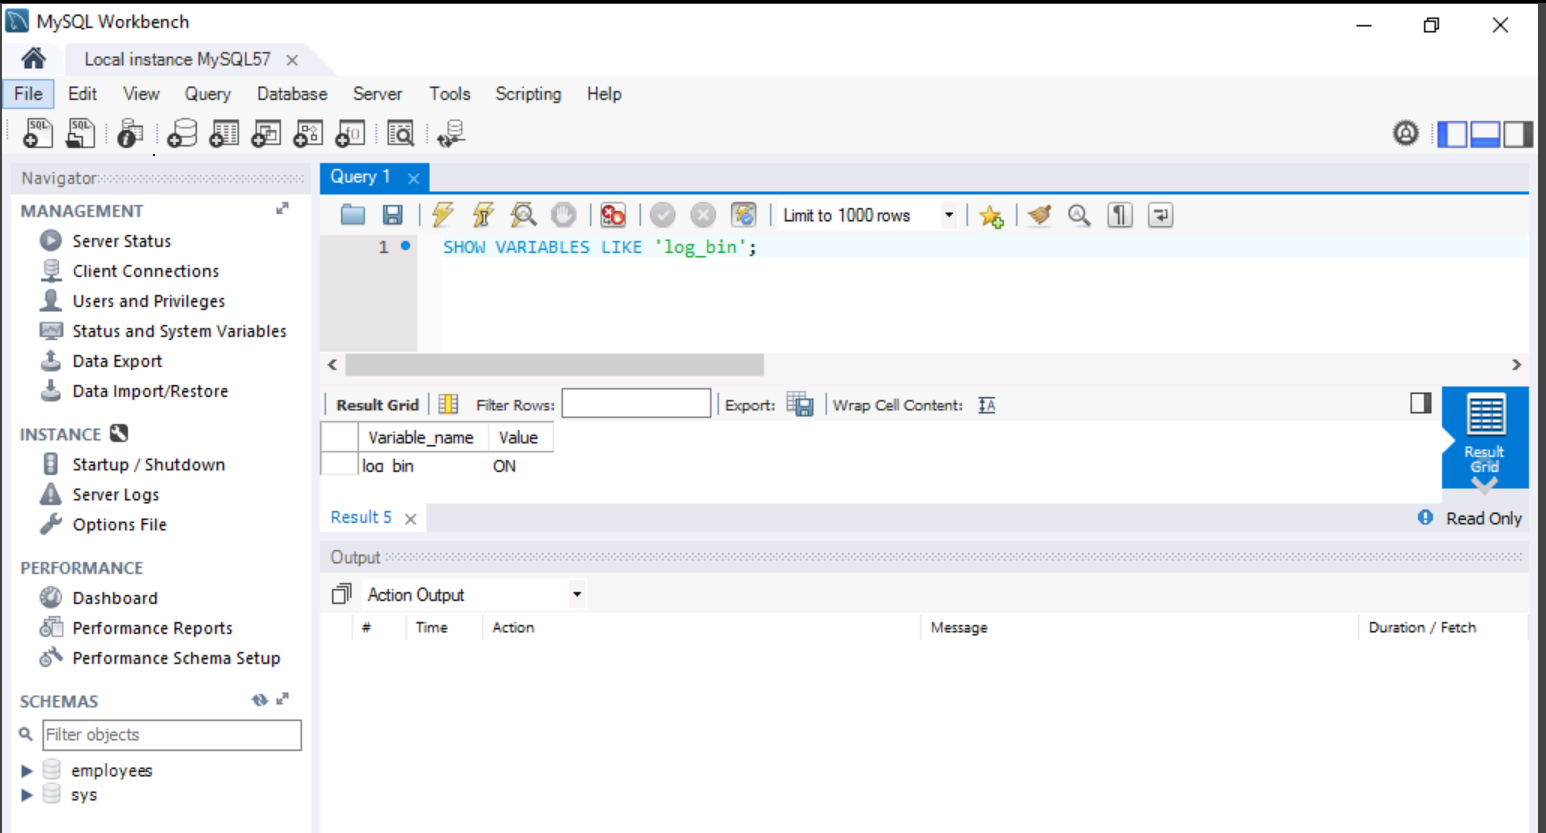 MySQL Workbench
Local instance MySQL57
File Edit View Query Database Server Tools Scripting Help
SQL SQL
Navigator
MANAGEMENT
Server Status
Client Connections
Users and Privileges
Status and System Variables
Data Export
Data Import/Restore
INSTANCE
Startup / Shutdown
Server Logs
Options File
PERFORMANCE
Dashboard
Performance Reports
Performance Schema Setup
SCHEMAS
Filter objects
employees
sys
Query 1
Limit to 1000 rows
1 SHOW VARIABLES LIKE 'log_bin';
Result Grid Filter Rows: Export: Wrap Cell Content:
Variable_name Value
log_bin ON
Result
Grid
Result 5
Read Only
Output
Action Output
# Time Action Message Duration / Fetch